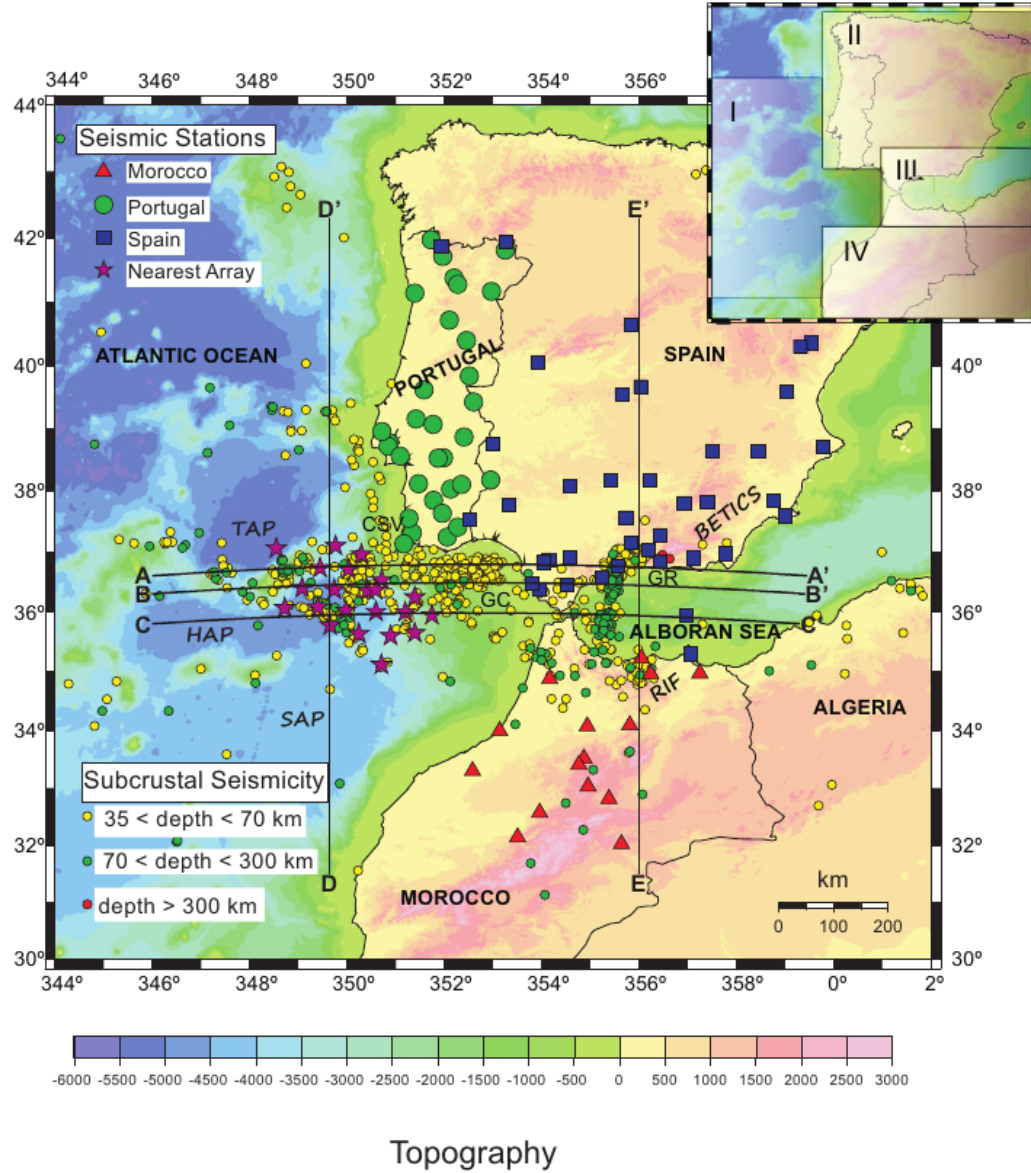 344º 346º 348º 350º 352º 354º 356º
44º
42º
40º
38º
36º
34º
32º
30º
I
II
III
IV
Seismic Stations
Morocco
Portugal
Spain
Nearest Array
D'
E'
ATLANTIC OCEAN
PORTUGAL
SPAIN
40º
38º
36º
34º
32º
30º
TAP
CSV
BETICS
A
A'
B
B'
C
C'
GR
GC
HAP
ALBORAN SEA
RIF
SAP
ALGERIA
Subcrustal Seismicity
35 < depth < 70 km
70 < depth < 300 km
depth > 300 km
D
E
MOROCCO
km
0 100 200
344º 346º 348º 350º 352º 354º 356º 358º 0º 2º
-6000 -5500 -5000 -4500 -4000 -3500 -3000 -2500 -2000 -1500 -1000 -500 0 500 1000 1500 2000 2500 3000
Topography